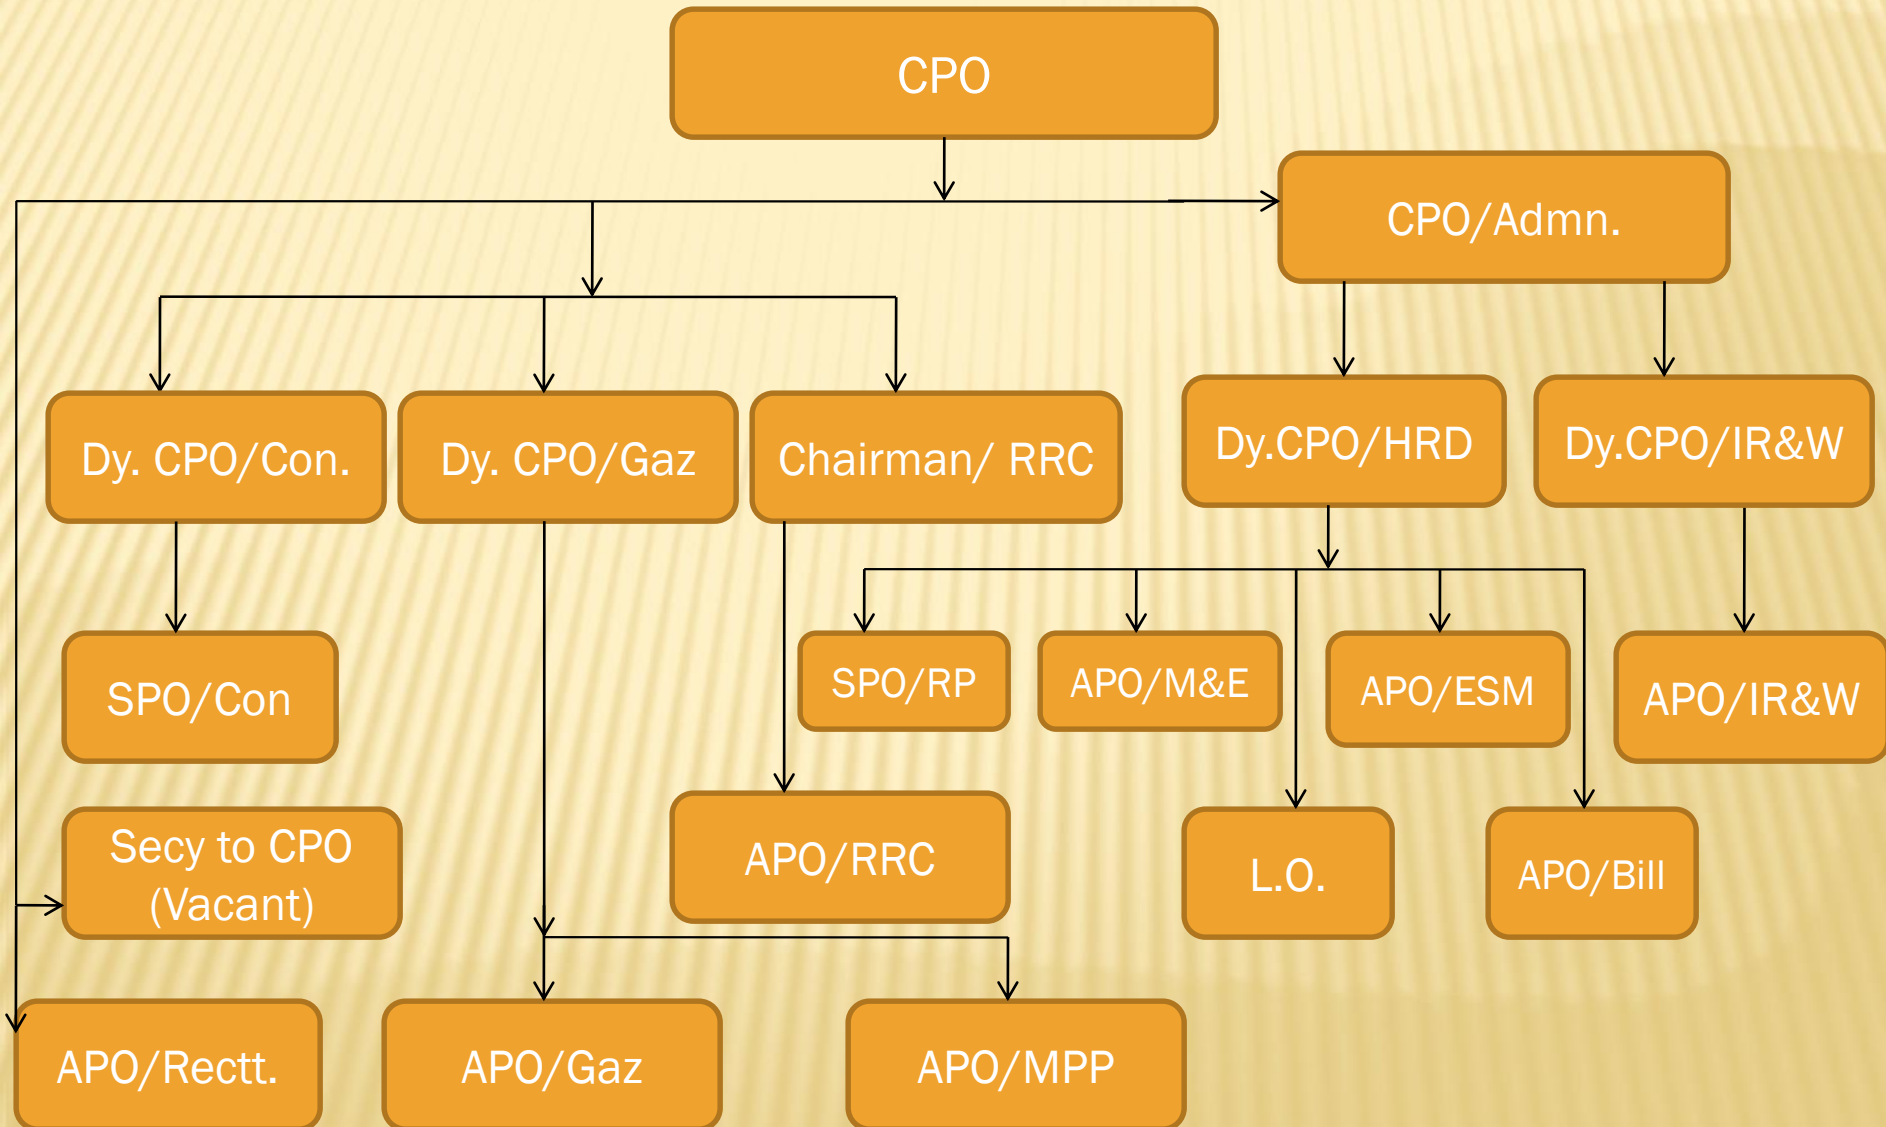 CPO
CPO/Admn.
Dy. CPO/Con.
Dy. CPO/Gaz
Chairman/ RRC
Dy.CPO/HRD
Dy.CPO/IR&W
SPO/Con
SPO/RP
APO/M&E
APO/ESM
APO/IR&W
Secy to CPO
(Vacant)
APO/RRC
L.O.
APO/Bill
APO/Rectt.
APO/Gaz
APO/MPP